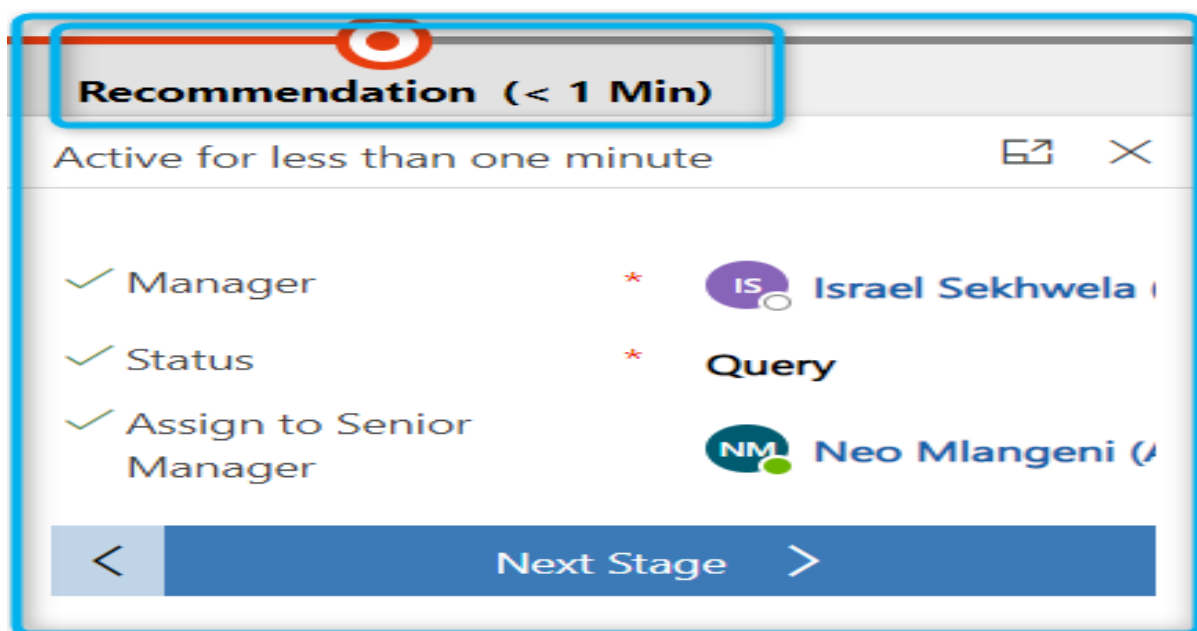 Recommendation (< 1 Min)
Active for less than one minute
Manager * IS Israel Sekhwela (
Status * Query
Assign to Senior
Manager
NM Neo Mlangeni (A
< Next Stage >